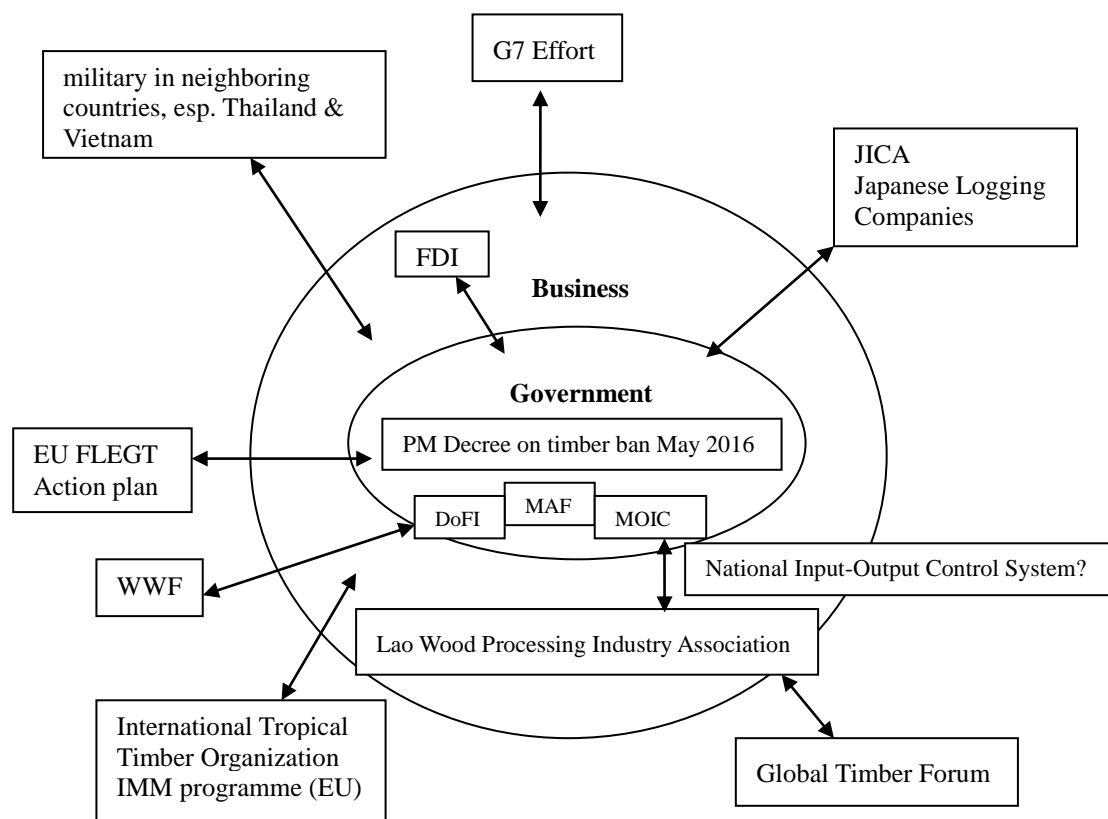 G7 Effort
military in neighboring
countries, esp. Thailand &
Vietnam
JICA
Japanese Logging
Companies
FDI
Business
Government
PM Decree on timber ban May 2016
EU FLEGT
Action plan
DoFI
MAF
MOIC
National Input-Output Control System?
WWF
Lao Wood Processing Industry Association
International Tropical
Timber Organization
IMM programme (EU)
Global Timber Forum